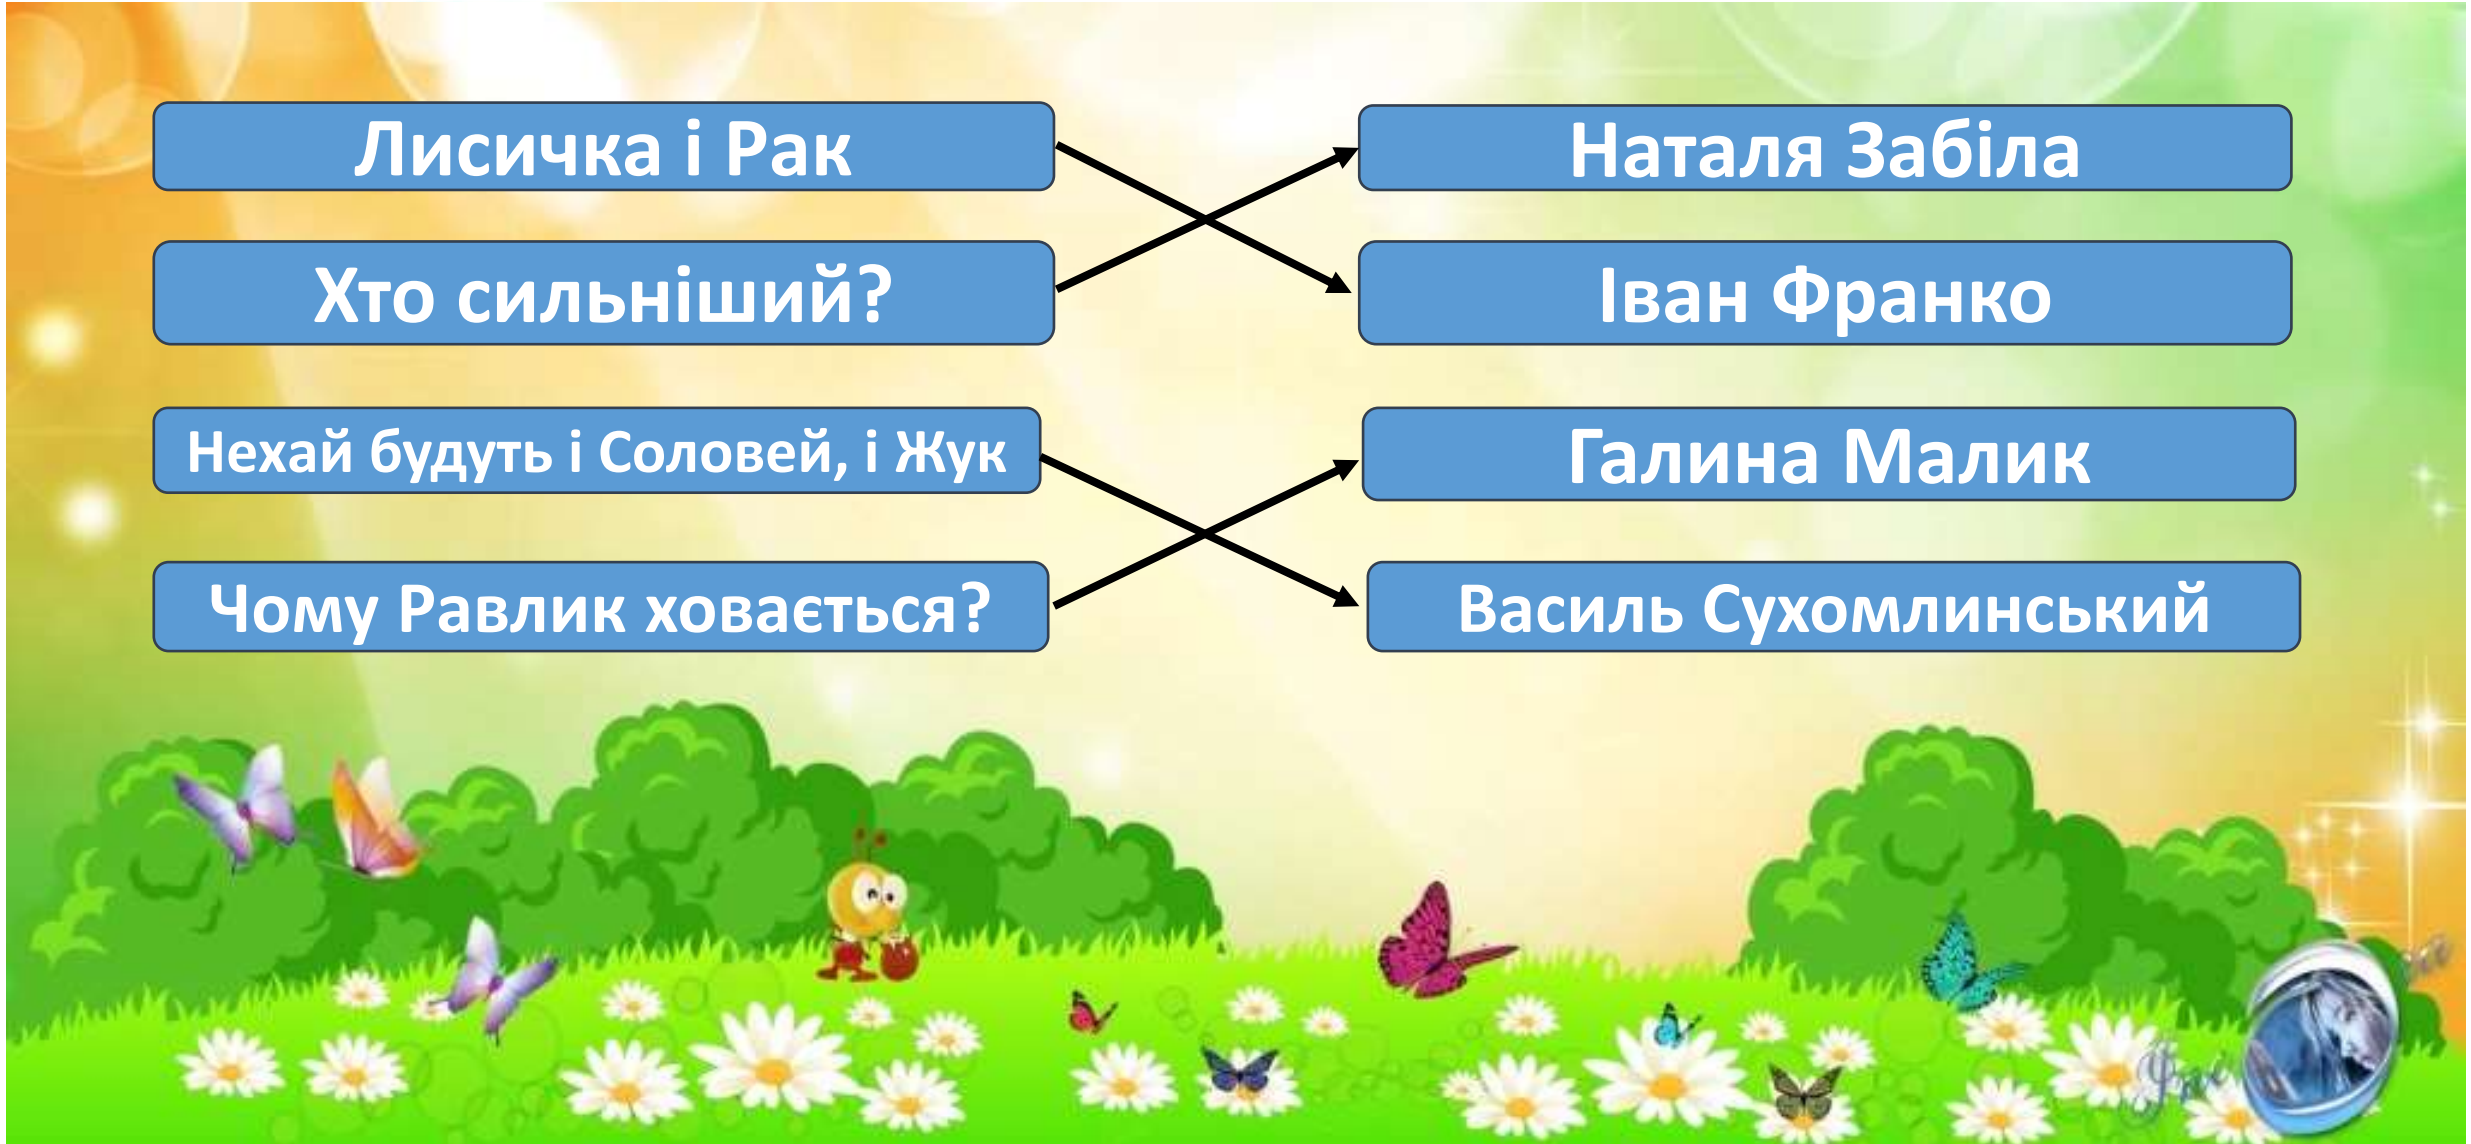 Лисичка і Рак
Наталя Забіла
Хто сильніший?
Іван Франко
Нехай будуть і Соловей, і Жук
Галина Малик
Чому Равлик ховається?
Василь Сухомлинський